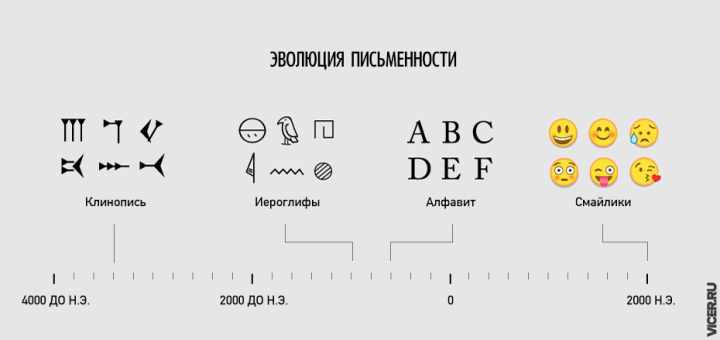 ЭВОЛЮЦИЯ ПИСЬМЕННОСТИ
A B C
D E F
Клинопись
Иероглифы
Алфавит
Смайлики
4000 ДО Н.Э.
2000 ДО Н.Э.
0
2000 Н.Э.
VICER.RU